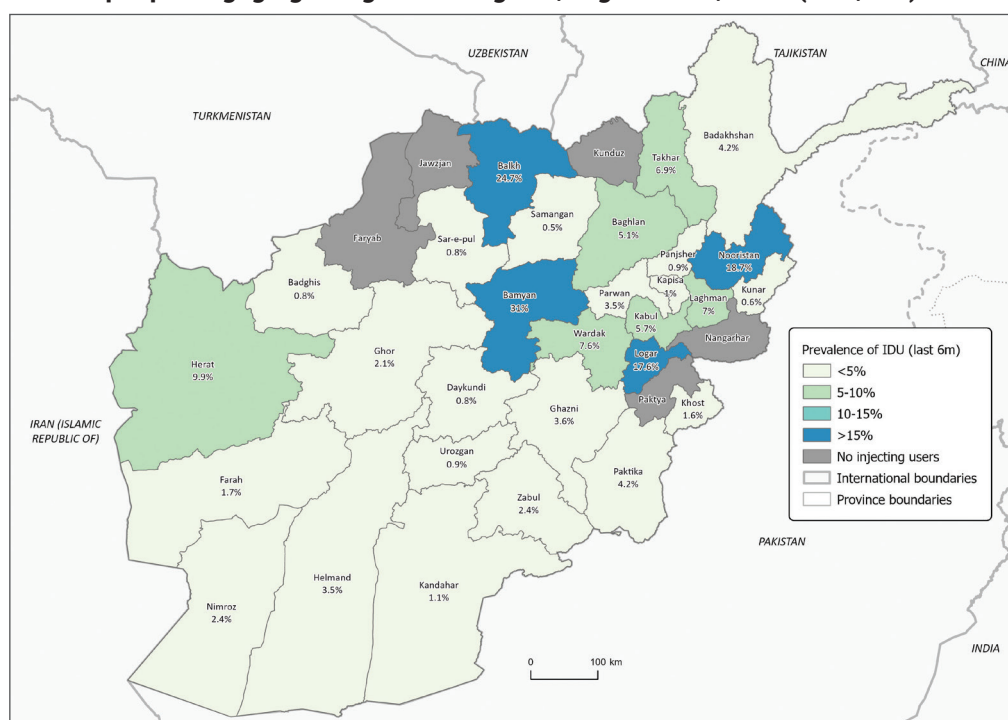 UZBEKISTAN
TAJIKISTAN
CHINA
TURKMENISTAN
Badakhshan
4.2%
Jawzjan
Balkh
24.7%
Kunduz
Takhar
6.9%
Samangan
0.5%
Baghlan
5.1%
Faryab
Sar-e-pul
0.8%
Panjsher
0.9%
Nooristan
18.7%
Badghis
0.8%
Bamyan
31%
Parwan
3.5%
Kapisa
1%
Kunar
0.6%
Laghman
7%
Kabul
5.7%
Nangarhar
Wardak
7.6%
Logar
17.6%
Herat
9.9%
Ghor
2.1%
Daykundi
0.8%
Ghazni
3.6%
Paktya
Khost
1.6%
IRAN (ISLAMIC
REPUBLIC OF)
Urozgan
0.9%
Paktika
4.2%
Farah
1.7%
Zabul
2.4%
PAKISTAN
Helmand
3.5%
Kandahar
1.1%
Nimroz
2.4%
INDIA
0 100 km
Prevalence of IDU (last 6m)
<5%
5-10%
10-15%
>15%
No injecting users
International boundaries
Province boundaries